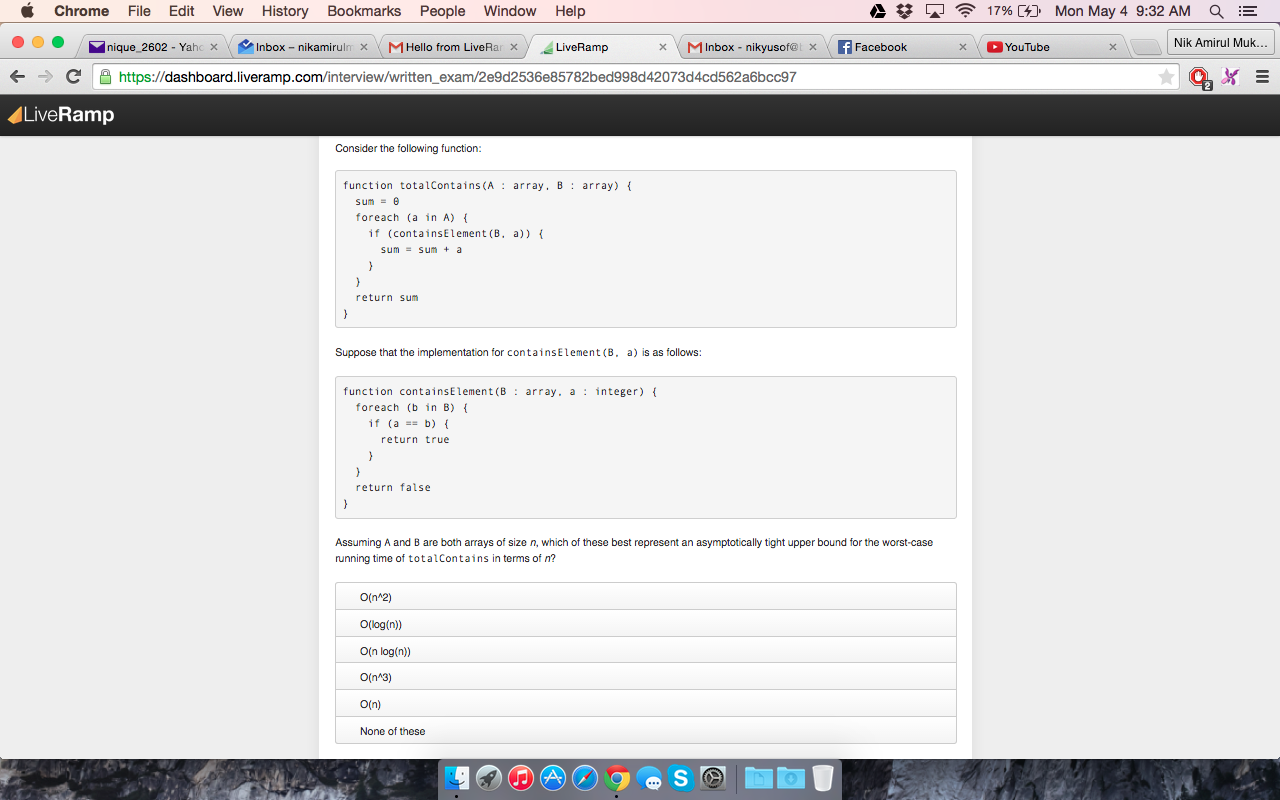 Chrome File Edit View History Bookmarks People Window Help 17% Mon May 4 9:32 AM
nique_2602 - Yaho Inbox – nikamirulm Hello from LiveRam LiveRamp Inbox - nikyusof@ Facebook YouTube Nik Amirul Muk...
https://dashboard.liveramp.com/interview/written_exam/2e9d2536e85782bed998d42073d4cd562a6bcc97 2
LiveRamp
Consider the following function:
function totalContains(A : array, B : array) {
  sum = 0
  foreach (a in A) {
    if (containsElement(B, a)) {
      sum = sum + a
    }
  }
  return sum
}
Suppose that the implementation for containsElement(B, a) is as follows:
function containsElement(B : array, a : integer) {
  foreach (b in B) {
    if (a == b) {
      return true
    }
  }
  return false
}
Assuming A and B are both arrays of size n, which of these best represent an asymptotically tight upper bound for the worst-case
running time of totalContains in terms of n?
O(n^2)
O(log(n))
O(n log(n))
O(n^3)
O(n)
None of these